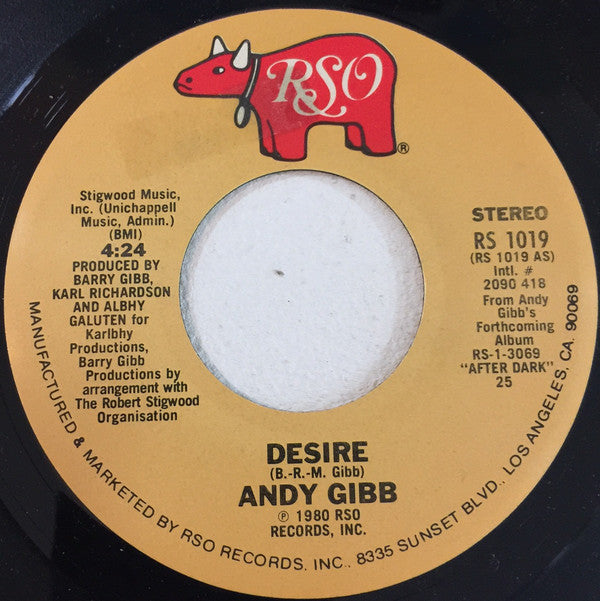 RSO
®
Stigwood Music,
Inc. (Unichappell
Music, Admin.)
(BMI)
4:24
PRODUCED BY
BARRY GIBB,
KARL RICHARDSON
AND ALBHY
GALUTEN for
Karlbhy
Productions,
Barry Gibb
Productions by
arrangement with
The Robert Stigwood
Organisation
STEREO
RS 1019
(RS 1019 AS)
Intl. #
2090 418
From Andy
Gibb's
Forthcoming
Album
RS-1-3069
"AFTER DARK"
25
DESIRE
(B.-R.-M. Gibb)
ANDY GIBB
℗ 1980 RSO
RECORDS, INC.
MANUFACTURED & MARKETED BY RSO RECORDS, INC., 8335 SUNSET BLVD., LOS ANGELES, CA. 90069